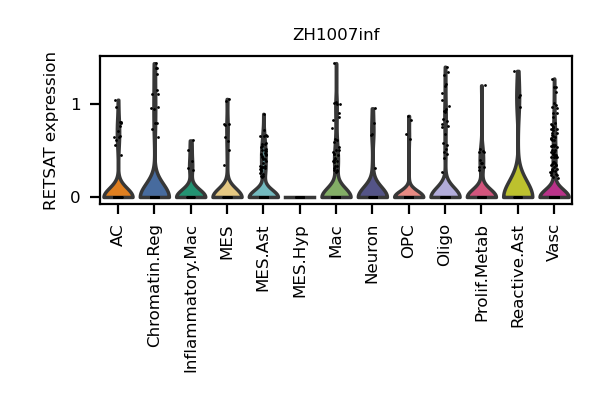 ZH1007inf
RETSAT expression
1
0
AC
Chromatin.Reg
Inflammatory.Mac
MES
MES.Ast
MES.Hyp
Mac
Neuron
OPC
Oligo
Prolif.Metab
Reactive.Ast
Vasc